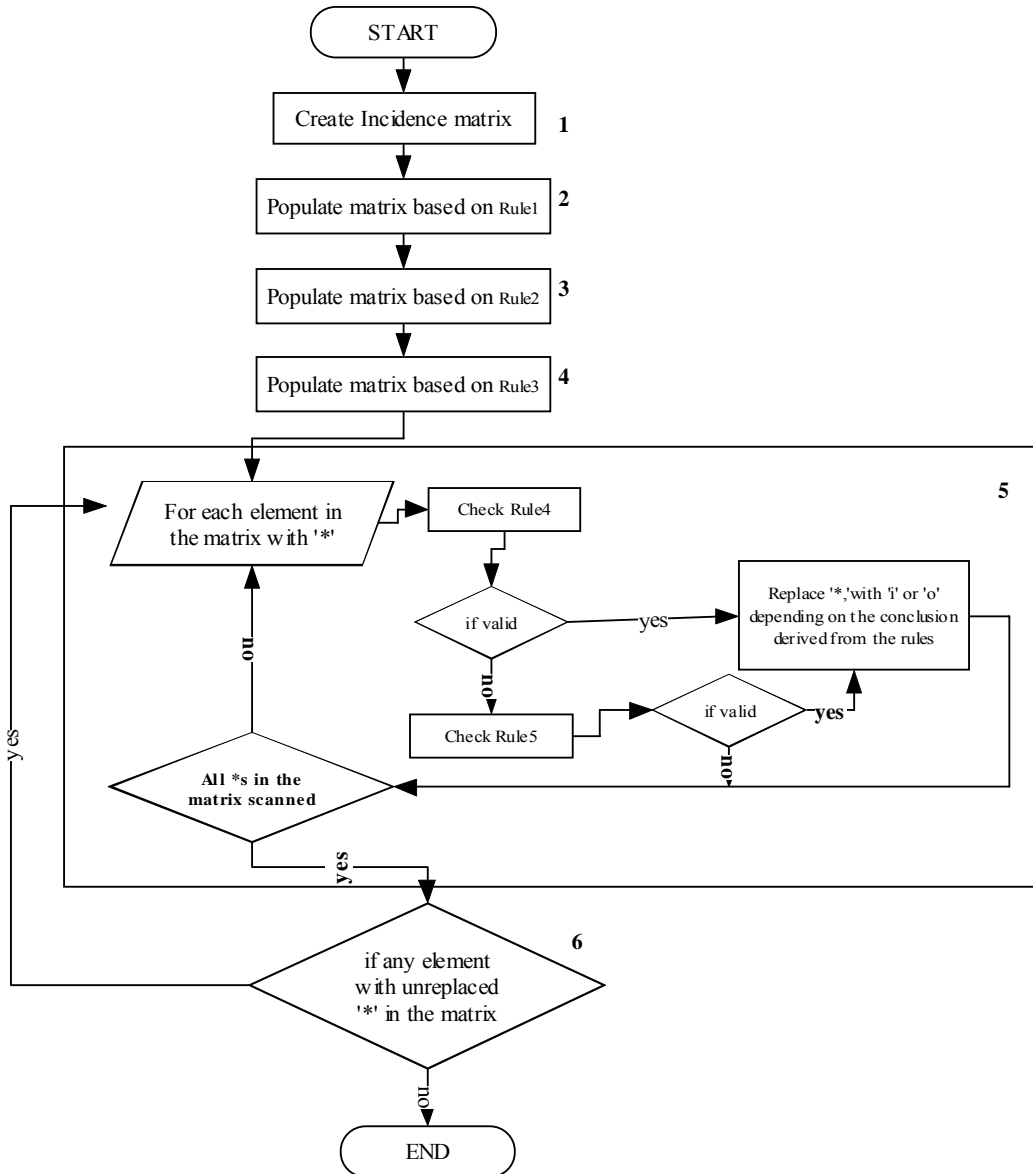 START
Create Incidence matrix
1
Populate matrix based on Rule1
2
Populate matrix based on Rule2
3
Populate matrix based on Rule3
4
5
For each element in
the matrix with '*'
Check Rule4
if valid
yes
Replace '*,'with 'i' or 'o'
depending on the conclusion
derived from the rules
no
no
Check Rule5
if valid
yes
no
All *s in the
matrix scanned
yes
yes
6
if any element
with unreplaced
'*' in the matrix
no
END